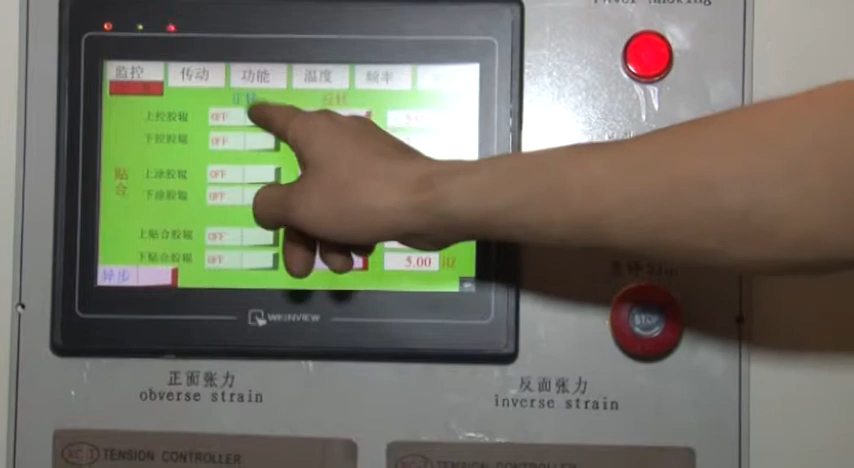 监控 传动 功能 温度 频率
正转 反转
上控胶辊 OFF
下控胶辊 OFF
贴合
上涂胶辊 OFF
下涂胶辊 OFF
上贴合胶辊 OFF
下贴合胶辊 OFF 5.00 HZ
异步
WEINVIEW
STOP
正面张力
obverse strain
反面张力
inverse strain
XC-I TENSION CONTROLLER
TENSION CONTROLLER